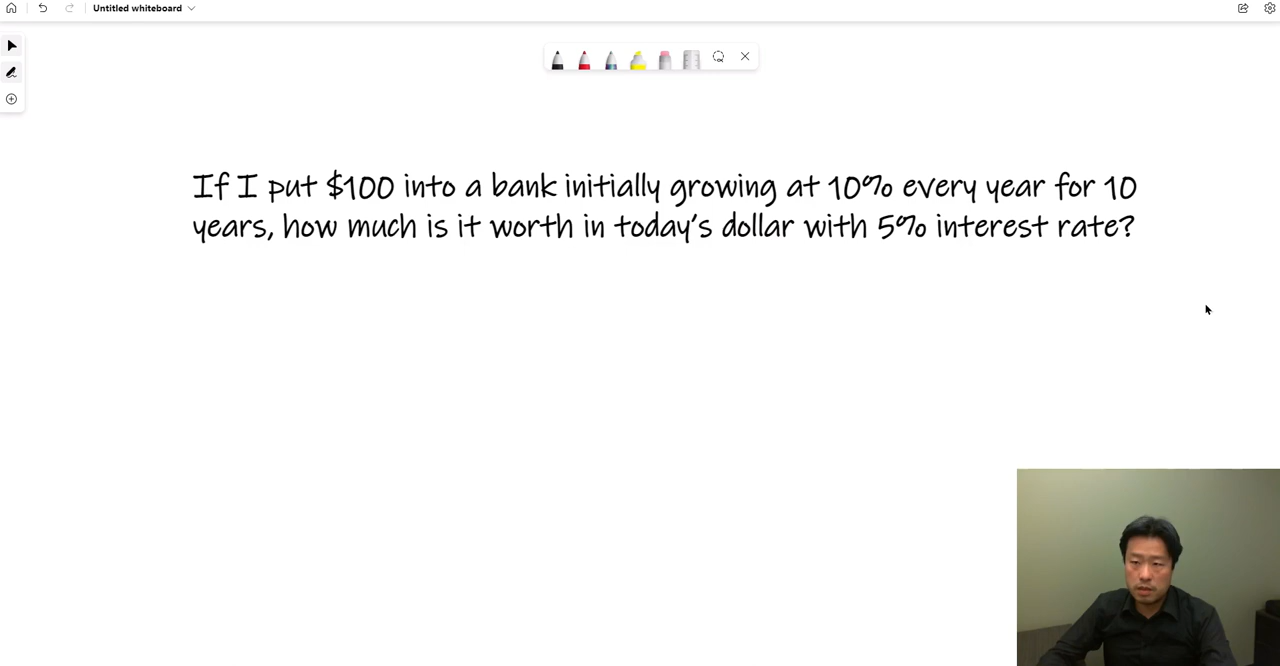 Untitled whiteboard
If I put $100 into a bank initially growing at 10% every year for 10
years, how much is it worth in today's dollar with 5% interest rate?